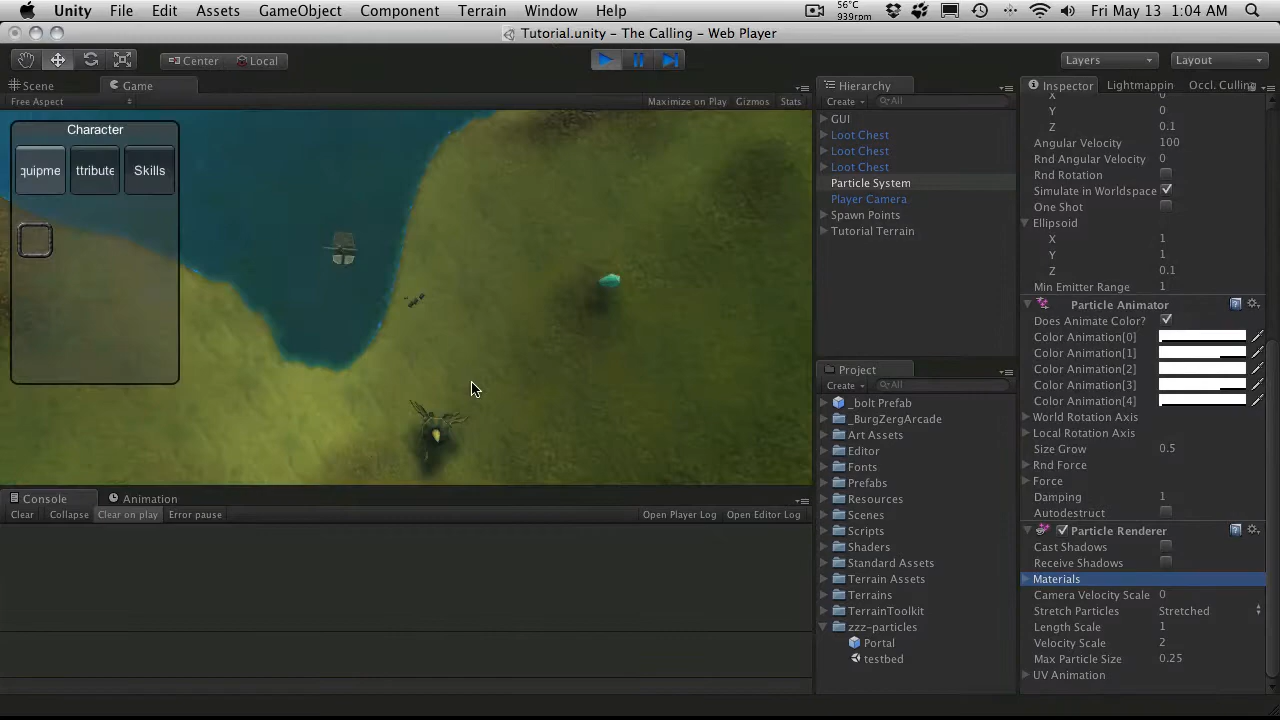 Unity File Edit Assets GameObject Component Terrain Window Help 56°C 939rpm Fri May 13 1:04 AM
Tutorial.unity - The Calling - Web Player
Center Local Layers Layout
Scene Game
Free Aspect Maximize on Play Gizmos Stats
Character
quipme ttribute Skills
Console Animation
Clear Collapse Clear on play Error pause Open Player Log Open Editor Log
Hierarchy
Create All
GUI
Loot Chest
Loot Chest
Loot Chest
Particle System
Player Camera
Spawn Points
Tutorial Terrain
Project
Create All
_bolt Prefab
_BurgZergArcade
Art Assets
Editor
Fonts
Prefabs
Resources
Scenes
Scripts
Shaders
Standard Assets
Terrain Assets
Terrains
TerrainToolkit
zzz-particles
Portal
testbed
Inspector Lightmappin Occl. Culling
X 0
Y 0
Z 0.1
Angular Velocity 100
Rnd Angular Velocity 0
Rnd Rotation
Simulate in Worldspace
One Shot
Ellipsoid
X 1
Y 1
Z 0.1
Min Emitter Range 1
Particle Animator
Does Animate Color?
Color Animation[0]
Color Animation[1]
Color Animation[2]
Color Animation[3]
Color Animation[4]
World Rotation Axis
Local Rotation Axis
Size Grow 0.5
Rnd Force
Force
Damping 1
Autodestruct
Particle Renderer
Cast Shadows
Receive Shadows
Materials
Camera Velocity Scale 0
Stretch Particles Stretched
Length Scale 1
Velocity Scale 2
Max Particle Size 0.25
UV Animation